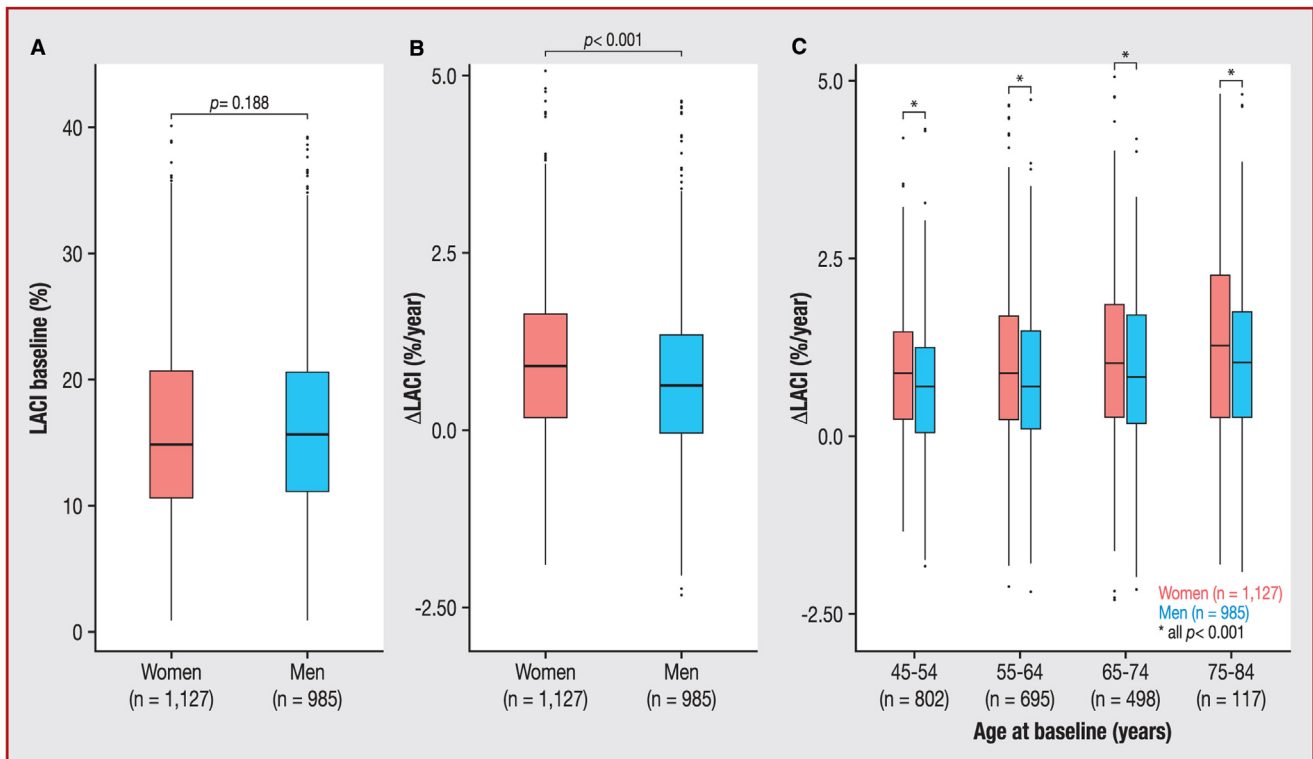 A
p= 0.188
LACI baseline (%)
40
30
20
10
0
Women
(n = 1,127)
Men
(n = 985)
B
p< 0.001
ΔLACI (%/year)
5.0
2.5
0.0
-2.50
Women
(n = 1,127)
Men
(n = 985)
C
*
*
*
*
ΔLACI (%/year)
5.0
2.5
0.0
-2.50
Women (n = 1,127)
Men (n = 985)
* all p< 0.001
45-54
(n = 802)
55-64
(n = 695)
65-74
(n = 498)
75-84
(n = 117)
Age at baseline (years)